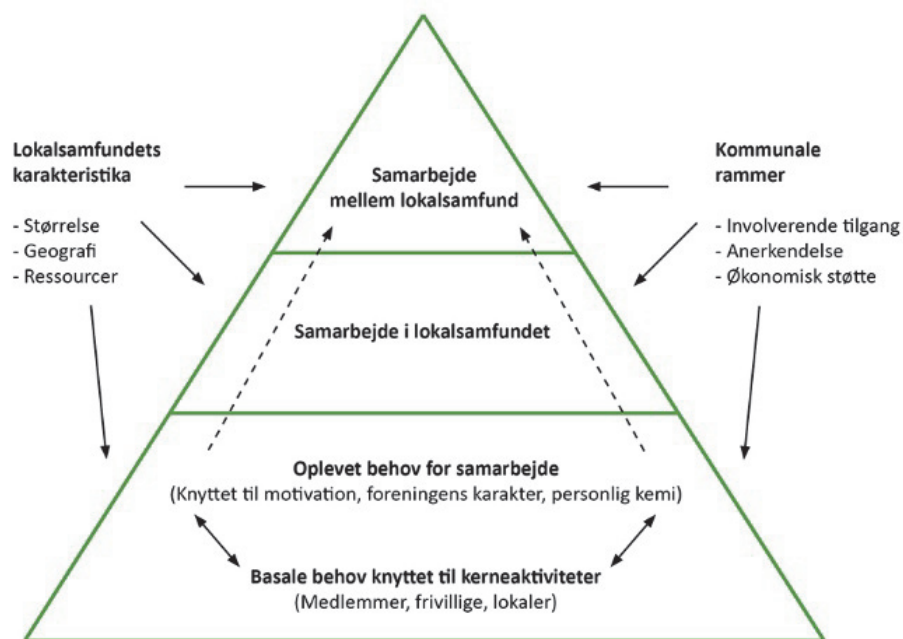 Lokalsamfundets
karakteristika
- Størrelse
- Geografi
- Ressourcer
Samarbejde
mellem lokalsamfund
Kommunale
rammer
- Involverende tilgang
- Anerkendelse
- Økonomisk støtte
Samarbejde i lokalsamfundet
Oplevet behov for samarbejde
(Knyttet til motivation, foreningens karakter, personlig kemi)
Basale behov knyttet til kerneaktiviteter
(Medlemmer, frivillige, lokaler)